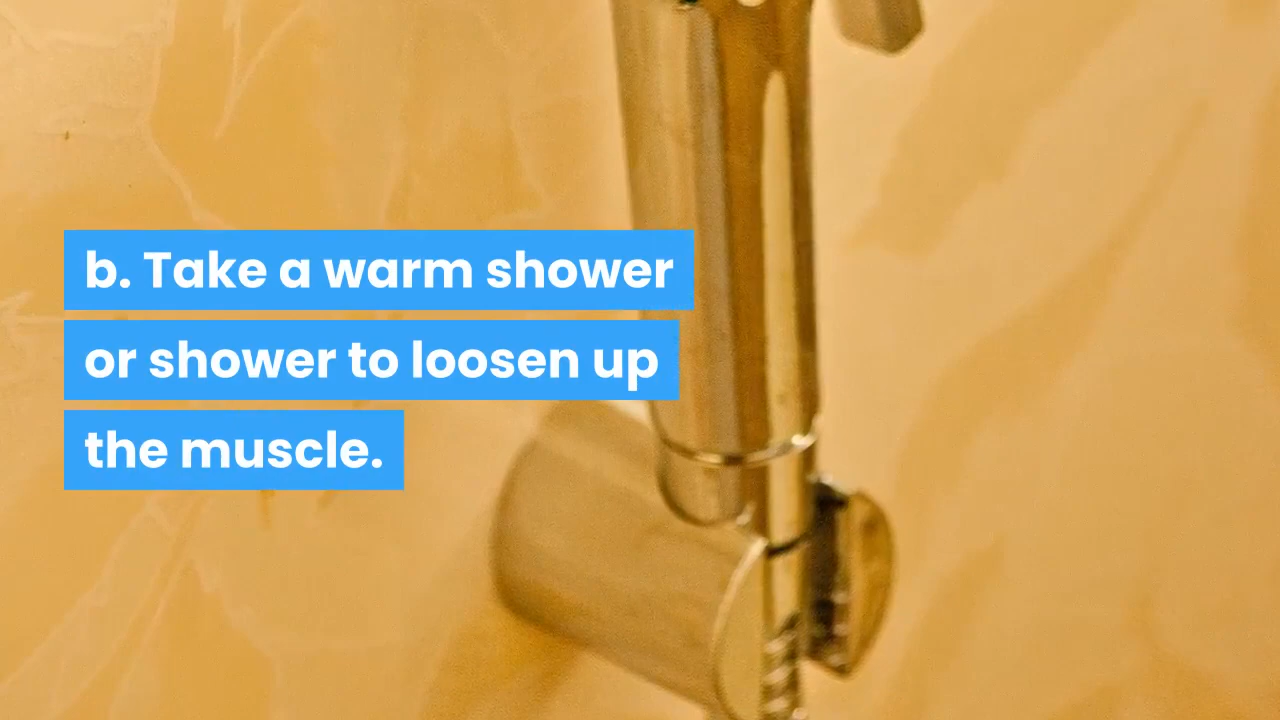 b. Take a warm shower
or shower to loosen up
the muscle.